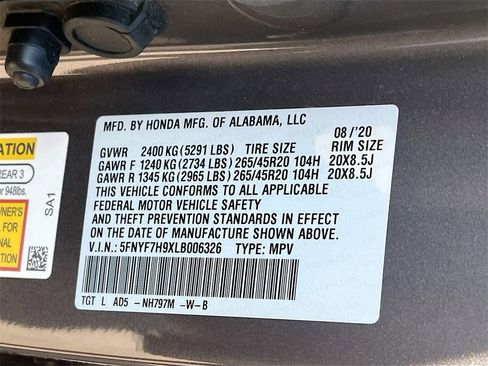 MFD. BY HONDA MFG. OF ALABAMA, LLC
08/'20
GVWR 2400 KG (5291 LBS) TIRE SIZE RIM SIZE
GAWR F 1240 KG (2734 LBS) 265/45R20 104H 20X8.5J
GAWR R 1345 KG (2965 LBS) 265/45R20 104H 20X8.5J
THIS VEHICLE CONFORMS TO ALL APPLICABLE
FEDERAL MOTOR VEHICLE SAFETY
AND THEFT PREVENTION STANDARDS IN EFFECT
ON THE DATE OF MANUFACTURE SHOWN ABOVE.
V.I.N.: 5FNYF7H9XLB006326 TYPE: MPV
TGT L AD5 -NH797M -W-B
ATION
REAR 3
or 948lbs.
SA1